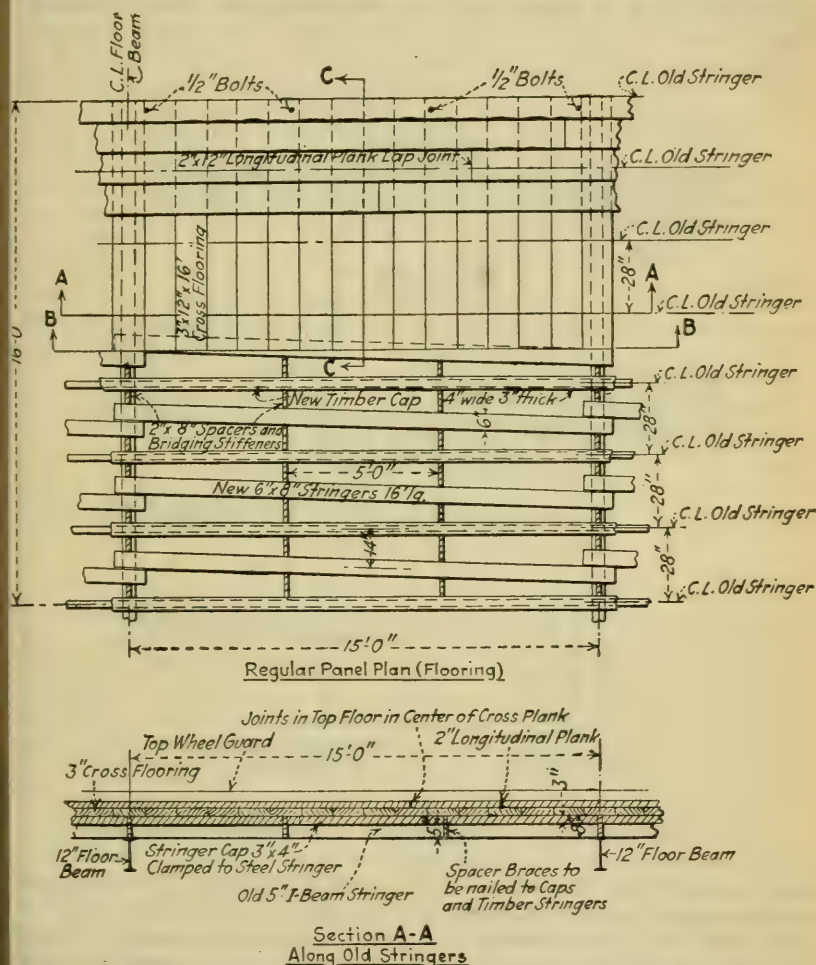 C.L. Floor
Beam
1/2" Bolts
C
1/2" Bolts
C.L. Old Stringer
2"x12" Longitudinal Plank Lap Joint
C.L. Old Stringer
C.L. Old Stringer
3"x12"x16'
Cross Flooring
28"
A
A
C.L. Old Stringer
B
B
16'-0"
C
C.L. Old Stringer
New Timber Cap
4" wide 3" thick
2"x 8" Spacers and
Bridging Stiffeners
6"
28"
C.L. Old Stringer
5'-0"
New 6"x8" Stringers 16' lg.
28"
C.L. Old Stringer
14"
28"
C.L. Old Stringer
15'-0"
Regular Panel Plan (Flooring)
Joints in Top Floor in Center of Cross Plank
Top Wheel Guard
2" Longitudinal Plank
15'-0"
3" Cross Flooring
3"
5"
8"
12" Floor
Beam
Stringer Cap 3"x4"
Clamped to Steel Stringer
Old 5" I-Beam Stringer
Spacer Braces to
be nailed to Caps
and Timber Stringers
12" Floor Beam
Section A-A
Along Old Stringers